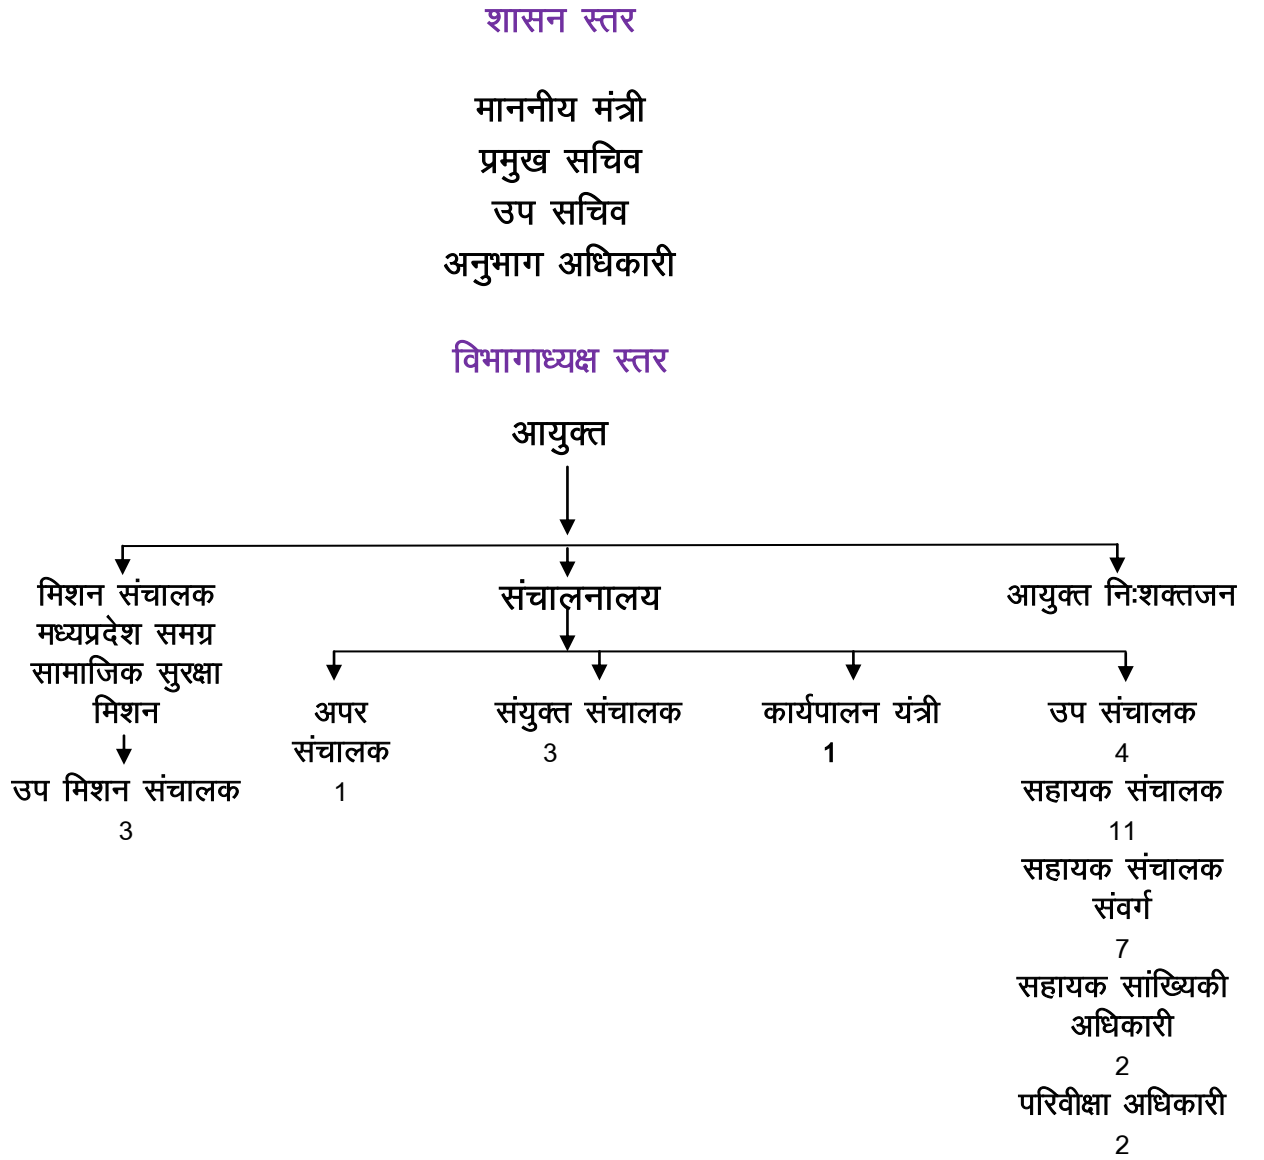 शासन स्तर
माननीय मंत्री
प्रमुख सचिव
उप सचिव
अनुभाग अधिकारी
विभागाध्यक्ष स्तर
आयुक्त
मिशन संचालक
मध्यप्रदेश समग्र
सामाजिक सुरक्षा
मिशन
उप मिशन संचालक
3
संचालनालय
आयुक्त निःशक्तजन
अपर
संचालक
1
संयुक्त संचालक
3
कार्यपालन यंत्री
1
उप संचालक
4
सहायक संचालक
11
सहायक संचालक
संवर्ग
7
सहायक सांख्यिकी
अधिकारी
2
परिवीक्षा अधिकारी
2